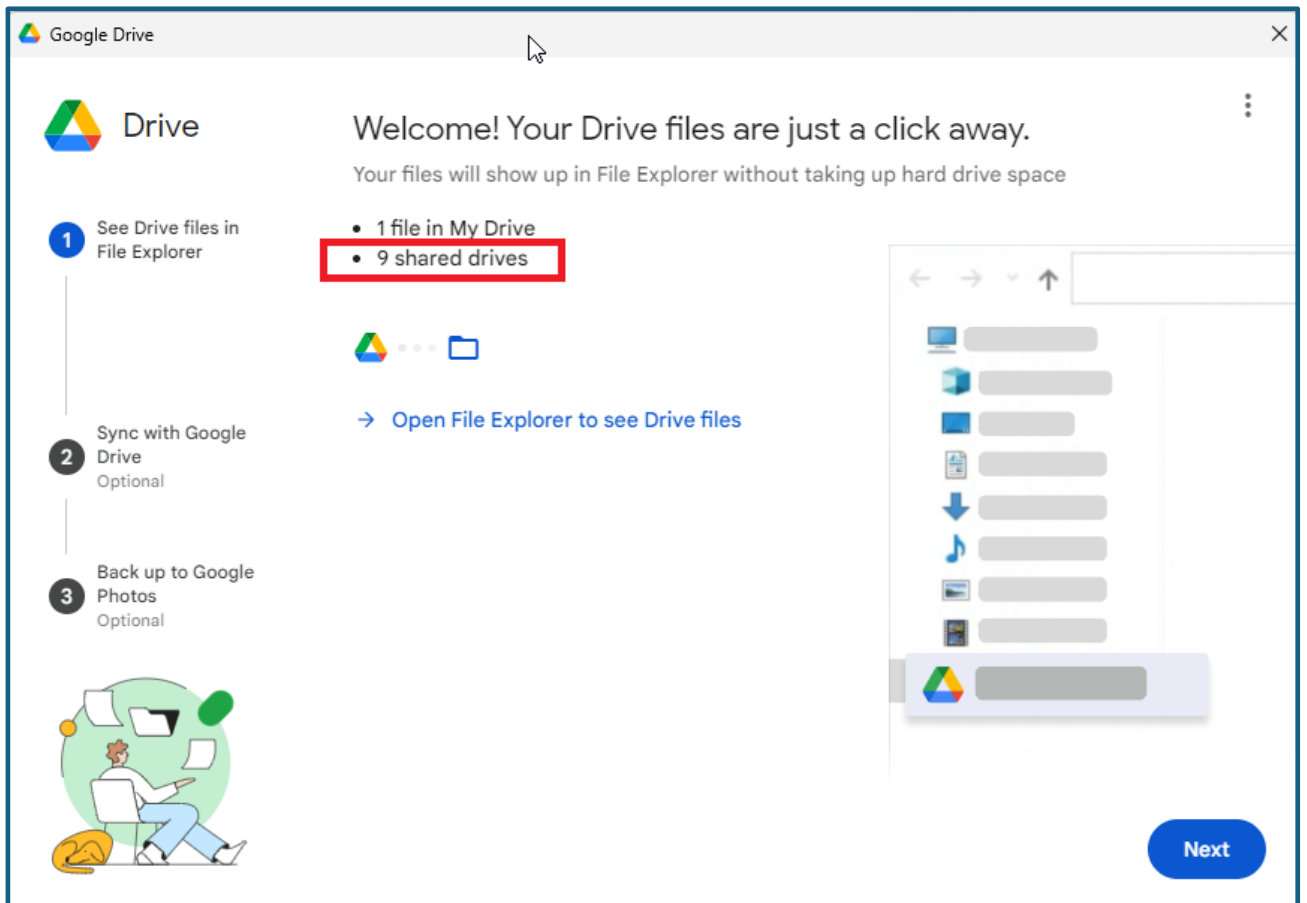 Google Drive
Drive
Welcome! Your Drive files are just a click away.
Your files will show up in File Explorer without taking up hard drive space
1
See Drive files in
File Explorer
• 1 file in My Drive
• 9 shared drives
→ Open File Explorer to see Drive files
2
Sync with Google
Drive
Optional
3
Back up to Google
Photos
Optional
Next